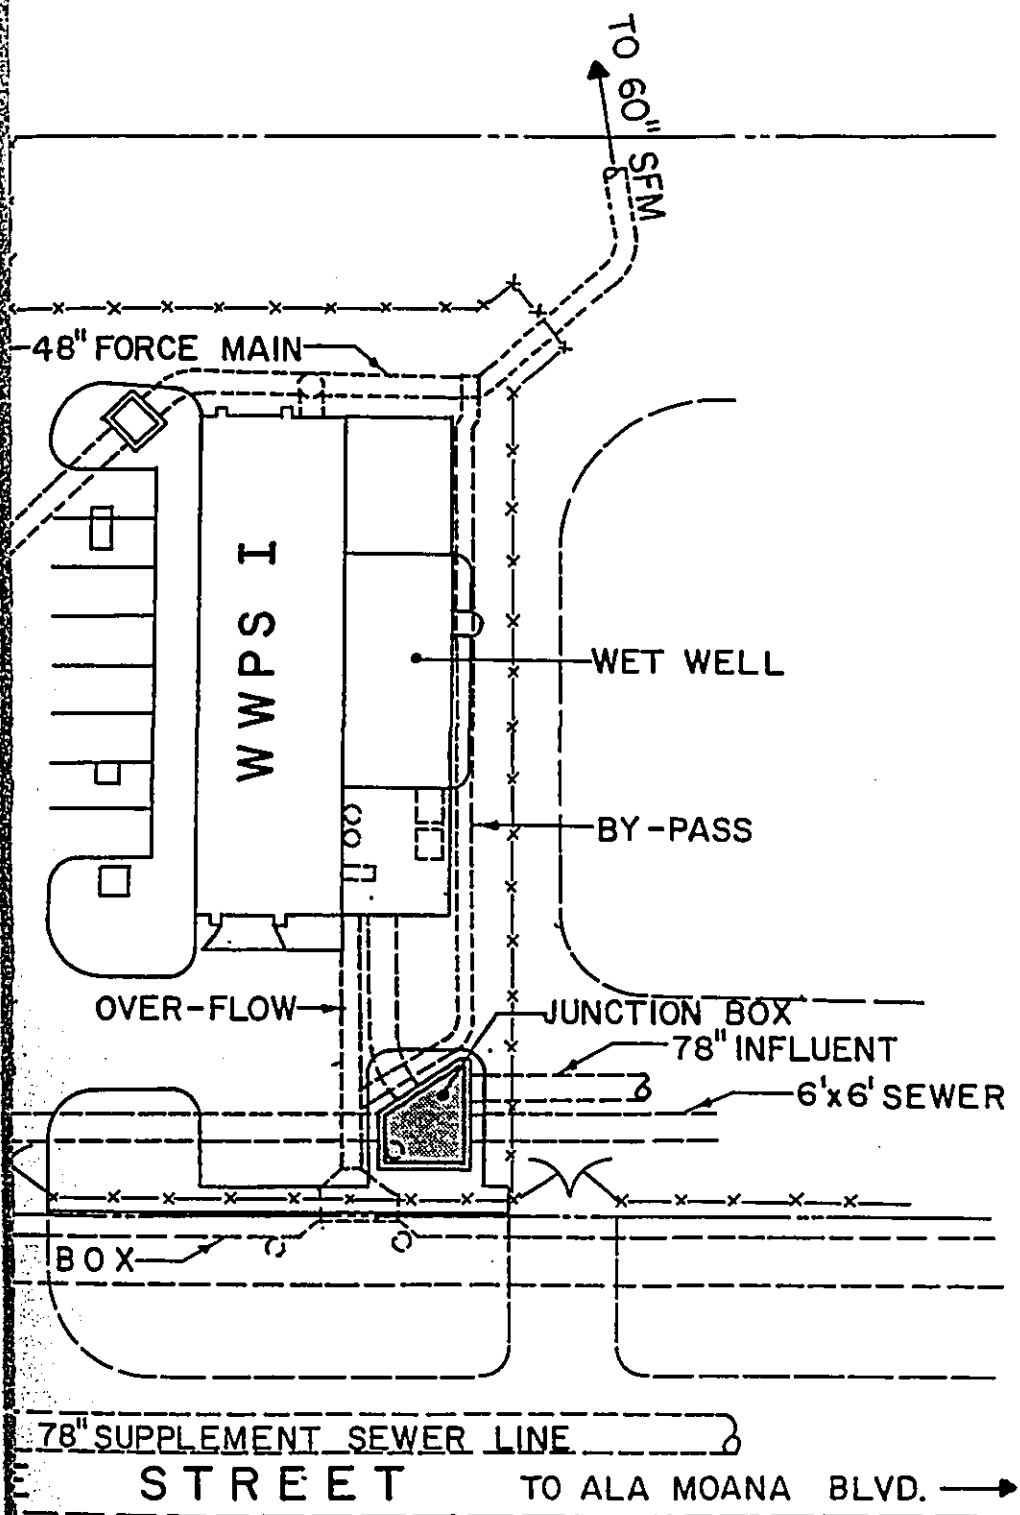 TO 60" SFM
48" FORCE MAIN
WWPS I
WET WELL
BY-PASS
OVER-FLOW
JUNCTION BOX
78" INFLUENT
6'x6' SEWER
BOX
78" SUPPLEMENT SEWER LINE
STREET
TO ALA MOANA BLVD.